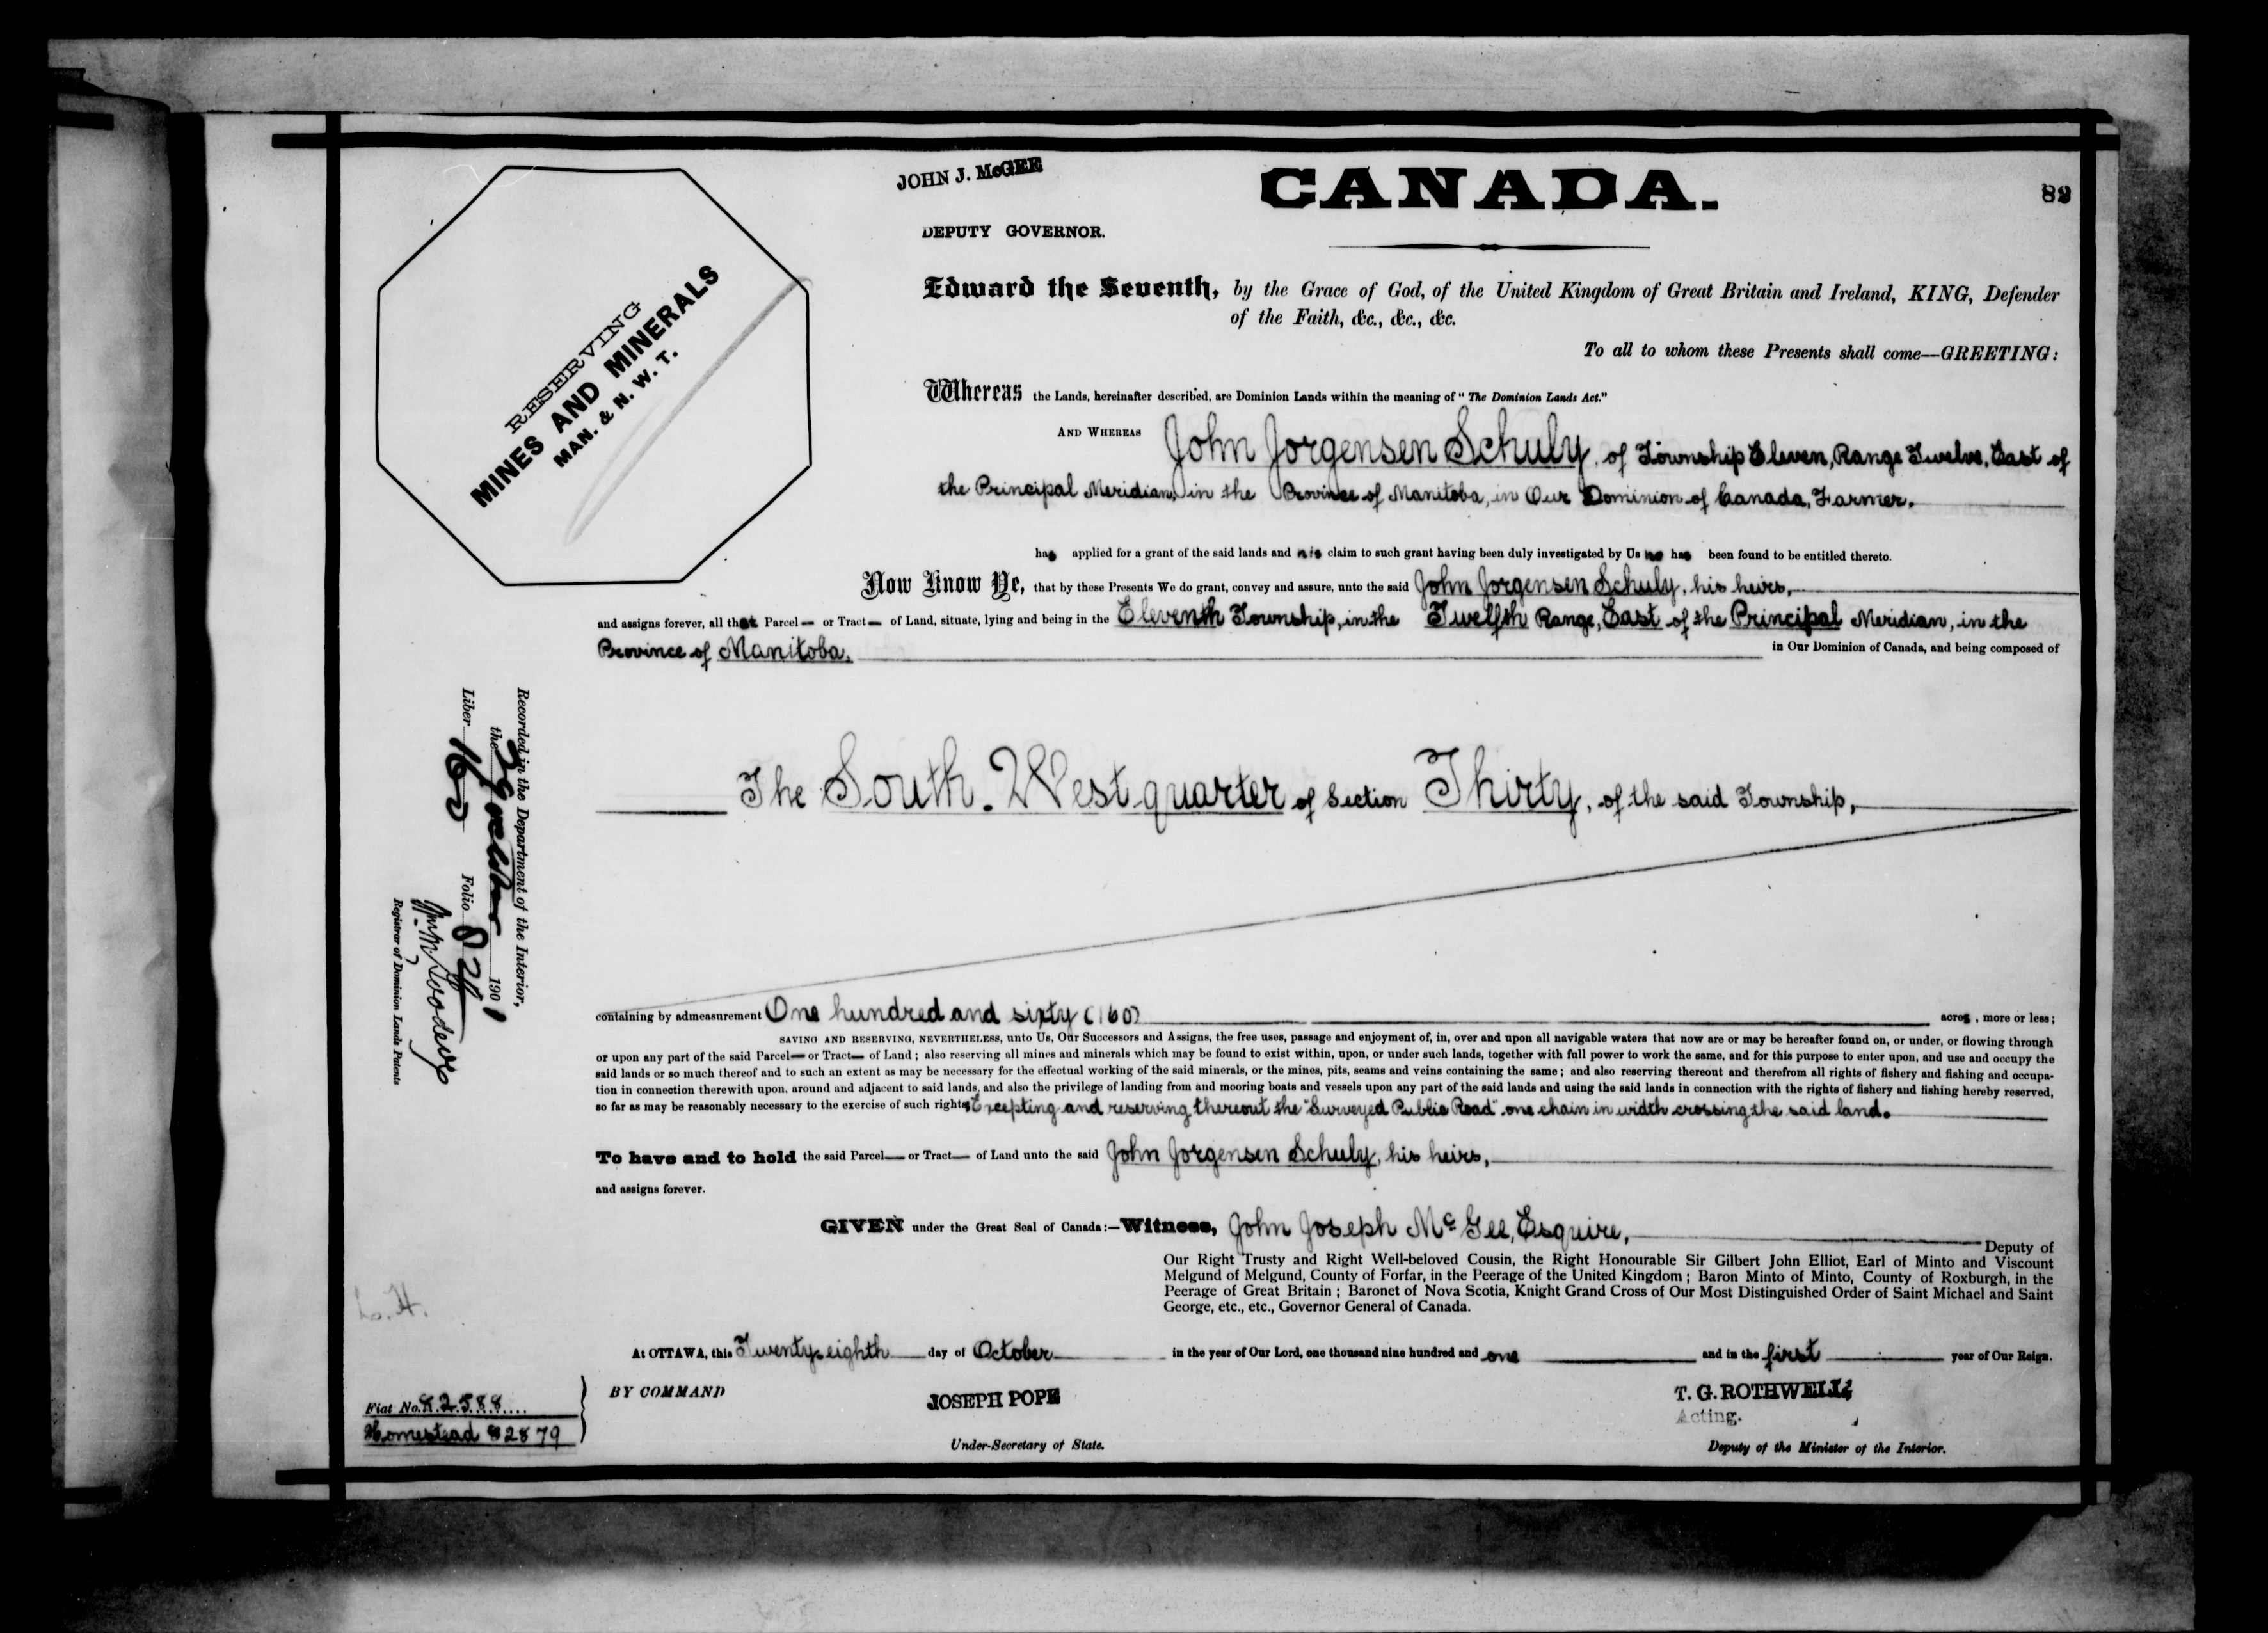 JOHN J. McGEE
CANADA.
DEPUTY GOVERNOR.
RESERVING
MINES AND MINERALS
MAN. & N. W. T.
Edward the Seventh, by the Grace of God, of the United Kingdom of Great Britain and Ireland, KING, Defender
of the Faith, &c., &c., &c.
To all to whom these Presents shall come—GREETING:
Whereas the Lands, hereinafter described, are Dominion Lands within the meaning of "The Dominion Lands Act."
AND WHEREAS John Jorgensen Schuly, of Township Eleven, Range Twelve, East of
the Principal Meridian, in the Province of Manitoba, in Our Dominion of Canada, Farmer.
has applied for a grant of the said lands and his claim to such grant having been duly investigated by Us he has been found to be entitled thereto.
Now Know Ye, that by these Presents We do grant, convey and assure, unto the said John Jorgensen Schuly, his heirs,
and assigns forever, all that Parcel — or Tract — of Land, situate, lying and being in the Eleventh Township, in the Twelfth Range, East of the Principal Meridian, in the
Province of Manitoba, in Our Dominion of Canada, and being composed of
The South-West quarter of Section Thirty, of the said Township,
containing by admeasurement One hundred and sixty (160) acres, more or less;
SAVING AND RESERVING, NEVERTHELESS, unto Us, Our Successors and Assigns, the free uses, passage and enjoyment of, in, over and upon all navigable waters that now are or may be hereafter found on, or under, or flowing through
or upon any part of the said Parcel— or Tract— of Land; also reserving all mines and minerals which may be found to exist within, upon, or under such lands, together with full power to work the same, and for this purpose to enter upon, and use and occupy the
said lands or so much thereof and to such an extent as may be necessary for the effectual working of the said minerals, or the mines, pits, seams and veins containing the same; and also reserving thereout and therefrom all rights of fishery and fishing and occupa-
tion in connection therewith upon, around and adjacent to said lands, and also the privilege of landing from and mooring boats and vessels upon any part of the said lands and using the said lands in connection with the rights of fishery and fishing hereby reserved,
so far as may be reasonably necessary to the exercise of such rights Excepting and reserving thereout the "Surveyed Public Road" one chain in width crossing the said land.
To have and to hold the said Parcel— or Tract— of Land unto the said John Jorgensen Schuly, his heirs,
and assigns forever.
GIVEN under the Great Seal of Canada:—Witness, John Joseph McGee, Esquire, Deputy of
Our Right Trusty and Right Well-beloved Cousin, the Right Honourable Sir Gilbert John Elliot, Earl of Minto and Viscount
Melgund of Melgund, County of Forfar, in the Peerage of the United Kingdom; Baron Minto of Minto, County of Roxburgh, in the
Peerage of Great Britain; Baronet of Nova Scotia, Knight Grand Cross of Our Most Distinguished Order of Saint Michael and Saint
George, etc., etc., Governor General of Canada.
At OTTAWA, this Twenty-eighth day of October in the year of Our Lord, one thousand nine hundred and one and in the first year of Our Reign.
BY COMMAND
JOSEPH POPE
Under-Secretary of State.
T. G. ROTHWELL
Acting.
Deputy of the Minister of the Interior.
Fiat No. 82588
Homestead 82879
L.H.
Recorded in the Department of the Interior,
the October 1901
Liber 162 Folio 82
Registrar of Dominion Lands Patents